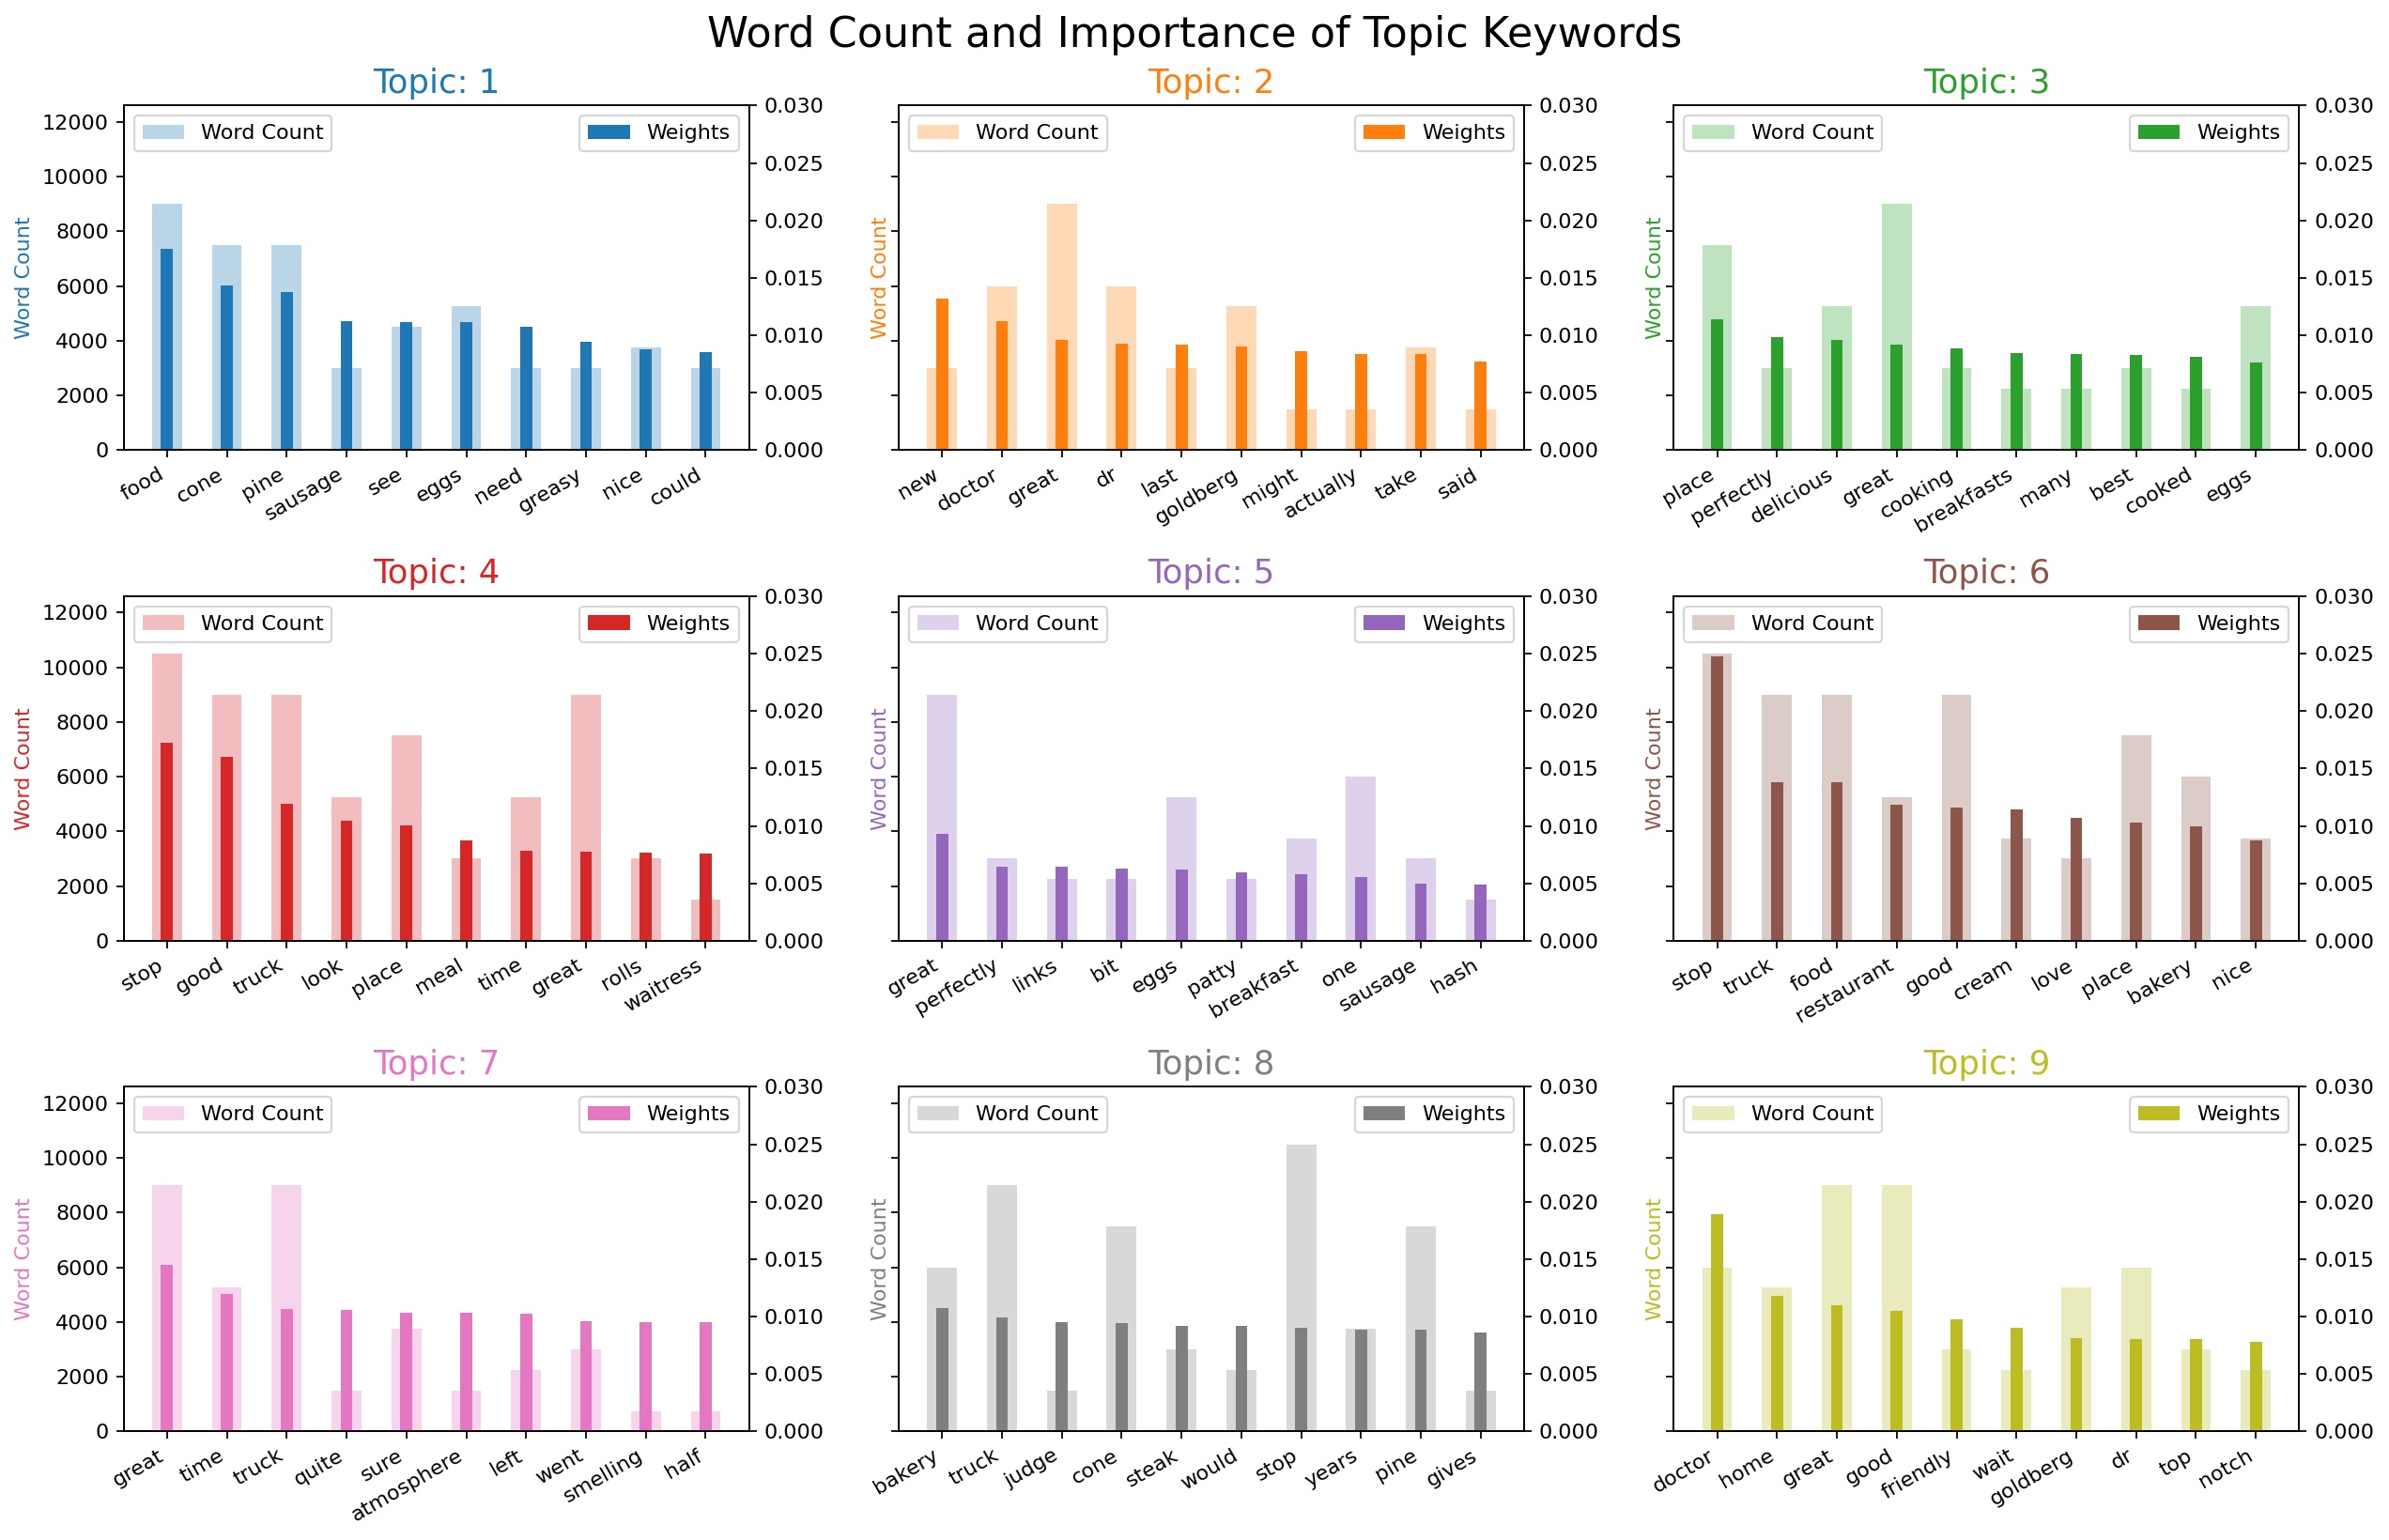 Word Count and Importance of Topic Keywords
Topic: 1
Word Count
Weights
12000
10000
8000
6000
4000
2000
0
Word Count
0.030
0.025
0.020
0.015
0.010
0.005
0.000
food cone pine sausage see eggs need greasy nice could
Topic: 2
Word Count
Weights
Word Count
0.030
0.025
0.020
0.015
0.010
0.005
0.000
new doctor great dr last goldberg might actually take said
Topic: 3
Word Count
Weights
Word Count
0.030
0.025
0.020
0.015
0.010
0.005
0.000
place perfectly delicious great cooking breakfasts many best cooked eggs
Topic: 4
Word Count
Weights
12000
10000
8000
6000
4000
2000
0
Word Count
0.030
0.025
0.020
0.015
0.010
0.005
0.000
stop good truck look place meal time great rolls waitress
Topic: 5
Word Count
Weights
Word Count
0.030
0.025
0.020
0.015
0.010
0.005
0.000
great perfectly links bit eggs patty breakfast one sausage hash
Topic: 6
Word Count
Weights
Word Count
0.030
0.025
0.020
0.015
0.010
0.005
0.000
stop truck food restaurant good cream love place bakery nice
Topic: 7
Word Count
Weights
12000
10000
8000
6000
4000
2000
0
Word Count
0.030
0.025
0.020
0.015
0.010
0.005
0.000
great time truck quite sure atmosphere left went smelling half
Topic: 8
Word Count
Weights
Word Count
0.030
0.025
0.020
0.015
0.010
0.005
0.000
bakery truck judge cone steak would stop years pine gives
Topic: 9
Word Count
Weights
Word Count
0.030
0.025
0.020
0.015
0.010
0.005
0.000
doctor home great good friendly wait goldberg dr top notch